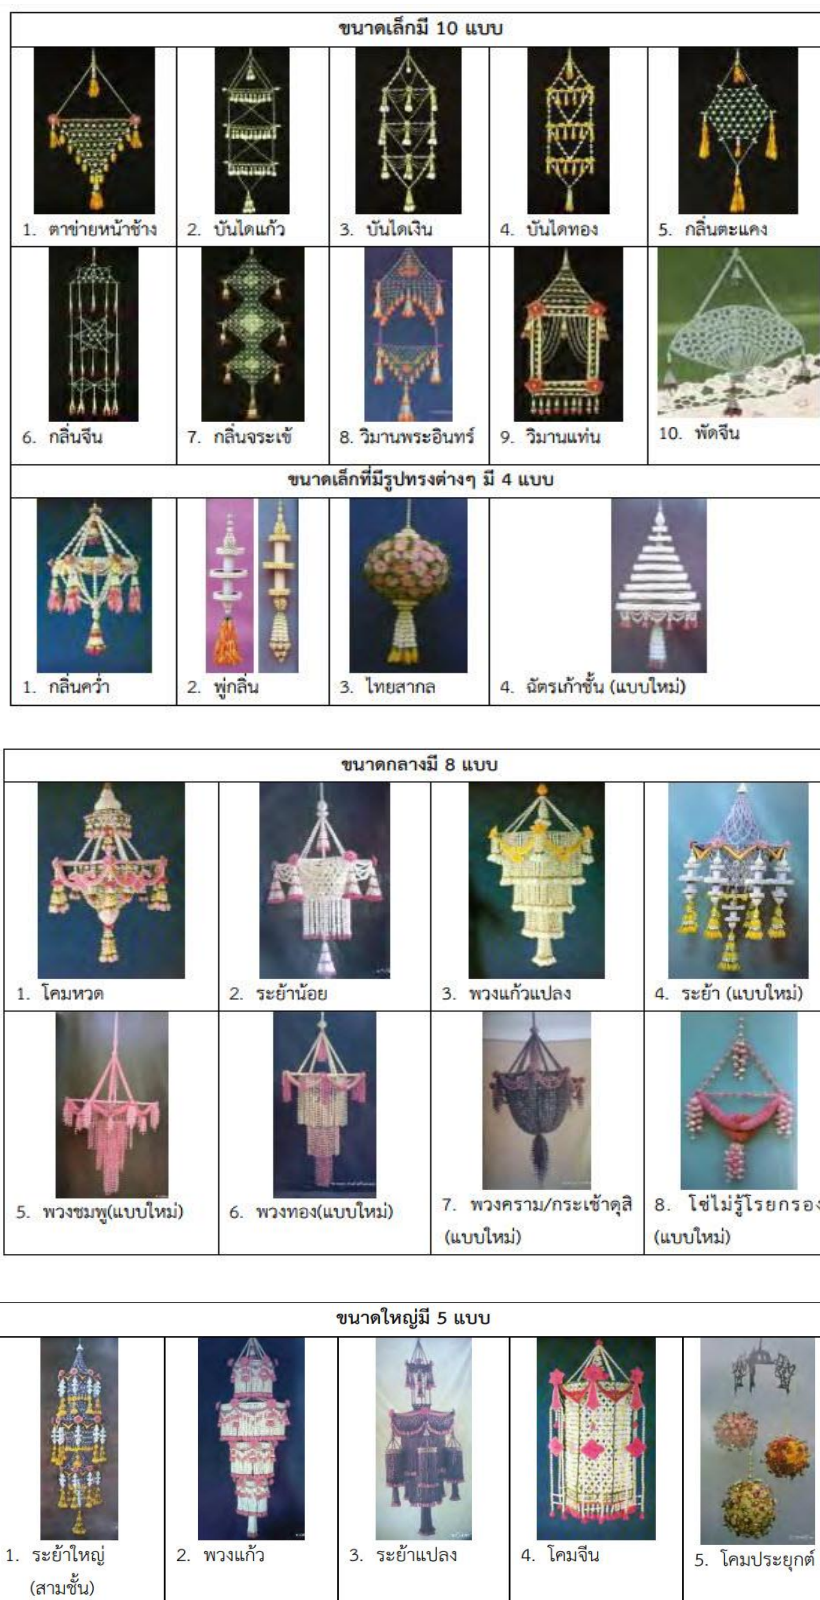 ขนาดเล็กมี 10 แบบ
1. ตาข่ายหน้าช้าง
2. บันไดแก้ว
3. บันไดเงิน
4. บันไดทอง
5. กลิ่นตะแคง
6. กลิ่นจีน
7. กลิ่นจระเข้
8. วิมานพระอินทร์
9. วิมานแท่น
10. พัดจีน
ขนาดเล็กที่มีรูปทรงต่างๆ มี 4 แบบ
1. กลิ่นคว่ำ
2. พู่กลิ่น
3. ไทยสากล
4. ฉัตรเก้าชั้น (แบบใหม่)
ขนาดกลางมี 8 แบบ
1. โคมหวด
2. ระย้าน้อย
3. พวงแก้วแปลง
4. ระย้า (แบบใหม่)
5. พวงชมพู(แบบใหม่)
6. พวงทอง(แบบใหม่)
7. พวงคราม/กระเช้าดุสิ
(แบบใหม่)
8. โซ่ไม่รู้โรยกรอง
(แบบใหม่)
ขนาดใหญ่มี 5 แบบ
1. ระย้าใหญ่
(สามชั้น)
2. พวงแก้ว
3. ระย้าแปลง
4. โคมจีน
5. โคมประยุกต์